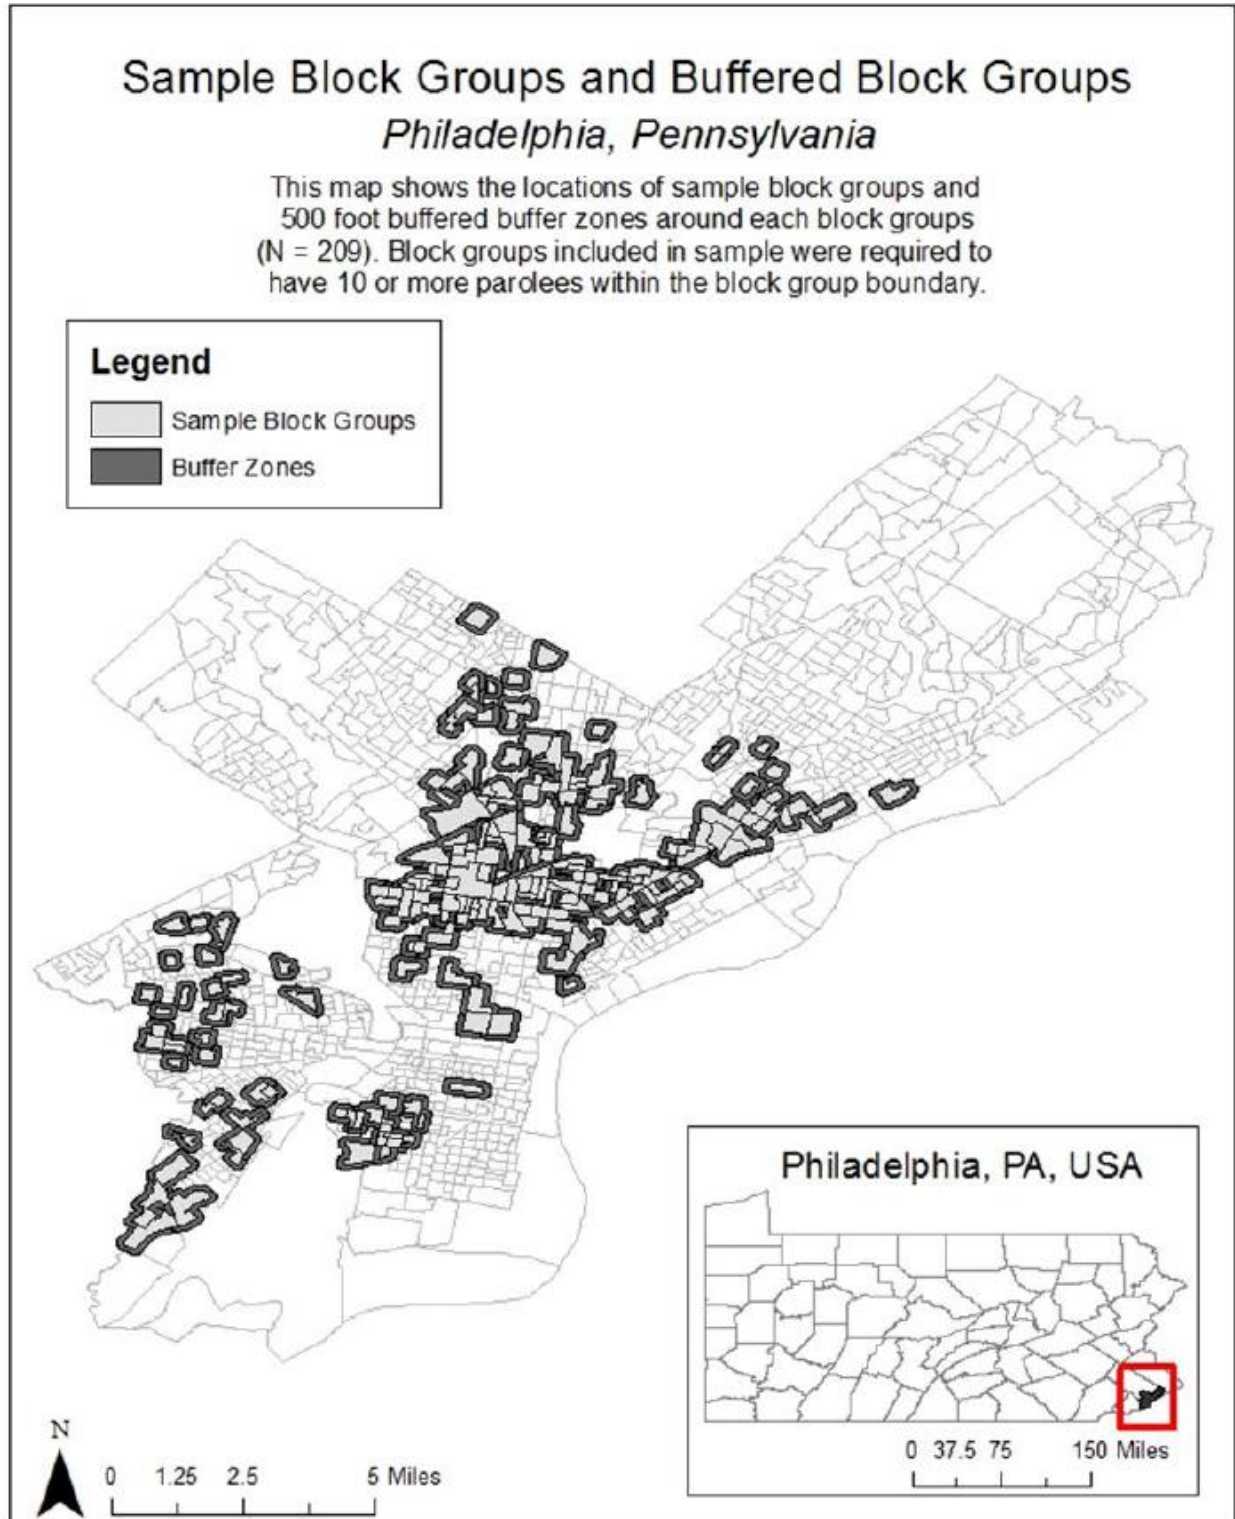 Sample Block Groups and Buffered Block Groups
Philadelphia, Pennsylvania
This map shows the locations of sample block groups and
500 foot buffered buffer zones around each block groups
(N = 209). Block groups included in sample were required to
have 10 or more parolees within the block group boundary.
Legend
Sample Block Groups
Buffer Zones
Philadelphia, PA, USA
0 37.5 75 150 Miles
N
0 1.25 2.5 5 Miles